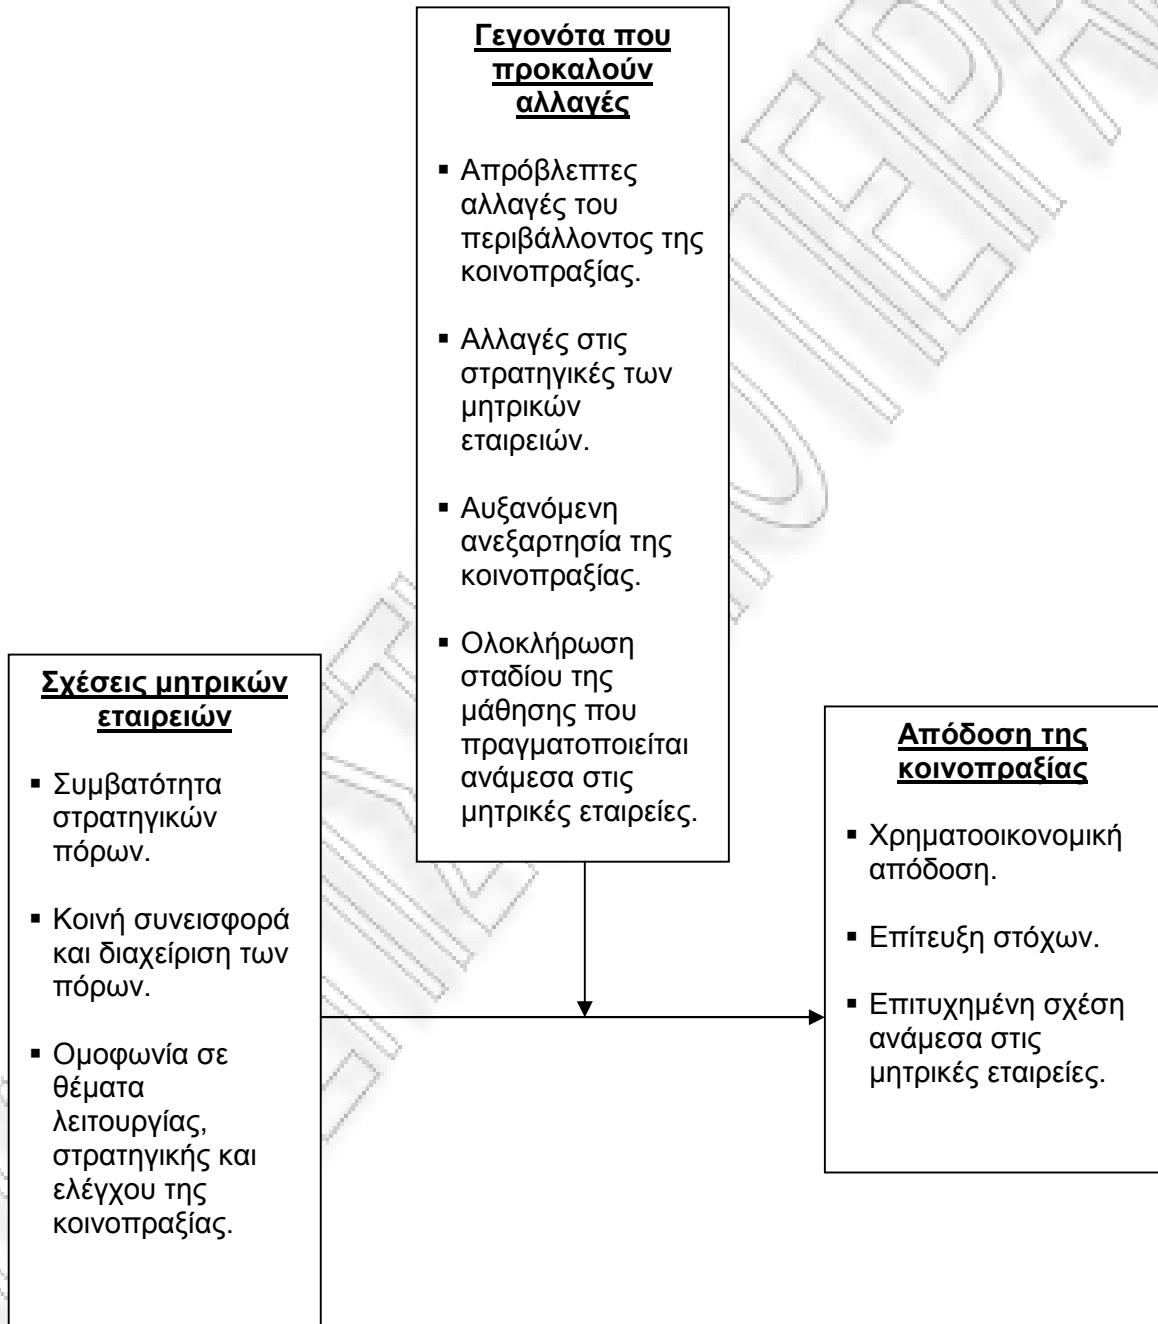 Γεγονότα που
προκαλούν
αλλαγές
▪ Απρόβλεπτες
αλλαγές του
περιβάλλοντος της
κοινοπραξίας.
▪ Αλλαγές στις
στρατηγικές των
μητρικών
εταιρειών.
▪ Αυξανόμενη
ανεξαρτησία της
κοινοπραξίας.
▪ Ολοκλήρωση
σταδίου της
μάθησης που
πραγματοποιείται
ανάμεσα στις
μητρικές εταιρείες.
Σχέσεις μητρικών
εταιρειών
▪ Συμβατότητα
στρατηγικών
πόρων.
▪ Κοινή συνεισφορά
και διαχείριση των
πόρων.
▪ Ομοφωνία σε
θέματα
λειτουργίας,
στρατηγικής και
ελέγχου της
κοινοπραξίας.
Απόδοση της
κοινοπραξίας
▪ Χρηματοοικονομική
απόδοση.
▪ Επίτευξη στόχων.
▪ Επιτυχημένη σχέση
ανάμεσα στις
μητρικές εταιρείες.